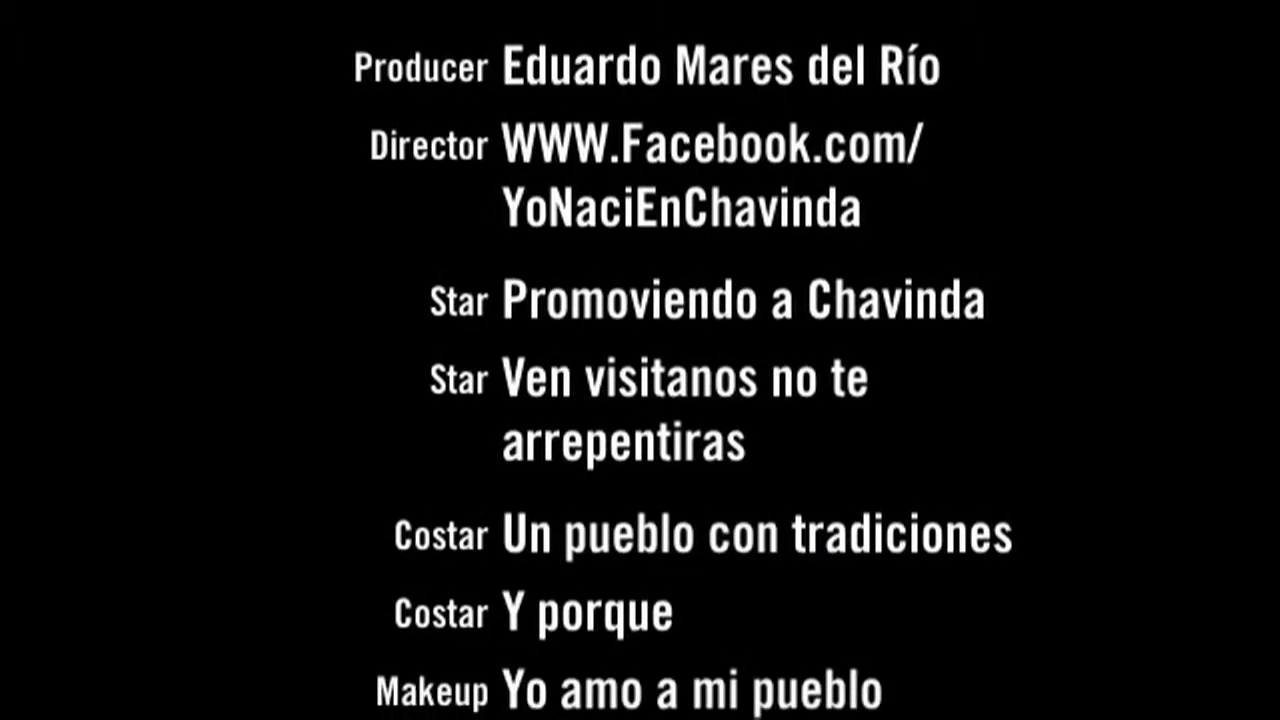 Producer Eduardo Mares del Río
Director WWW.Facebook.com/
YoNaciEnChavinda
Star Promoviendo a Chavinda
Star Ven visitanos no te
arrepentiras
Costar Un pueblo con tradiciones
Costar Y porque
Makeup Yo amo a mi pueblo